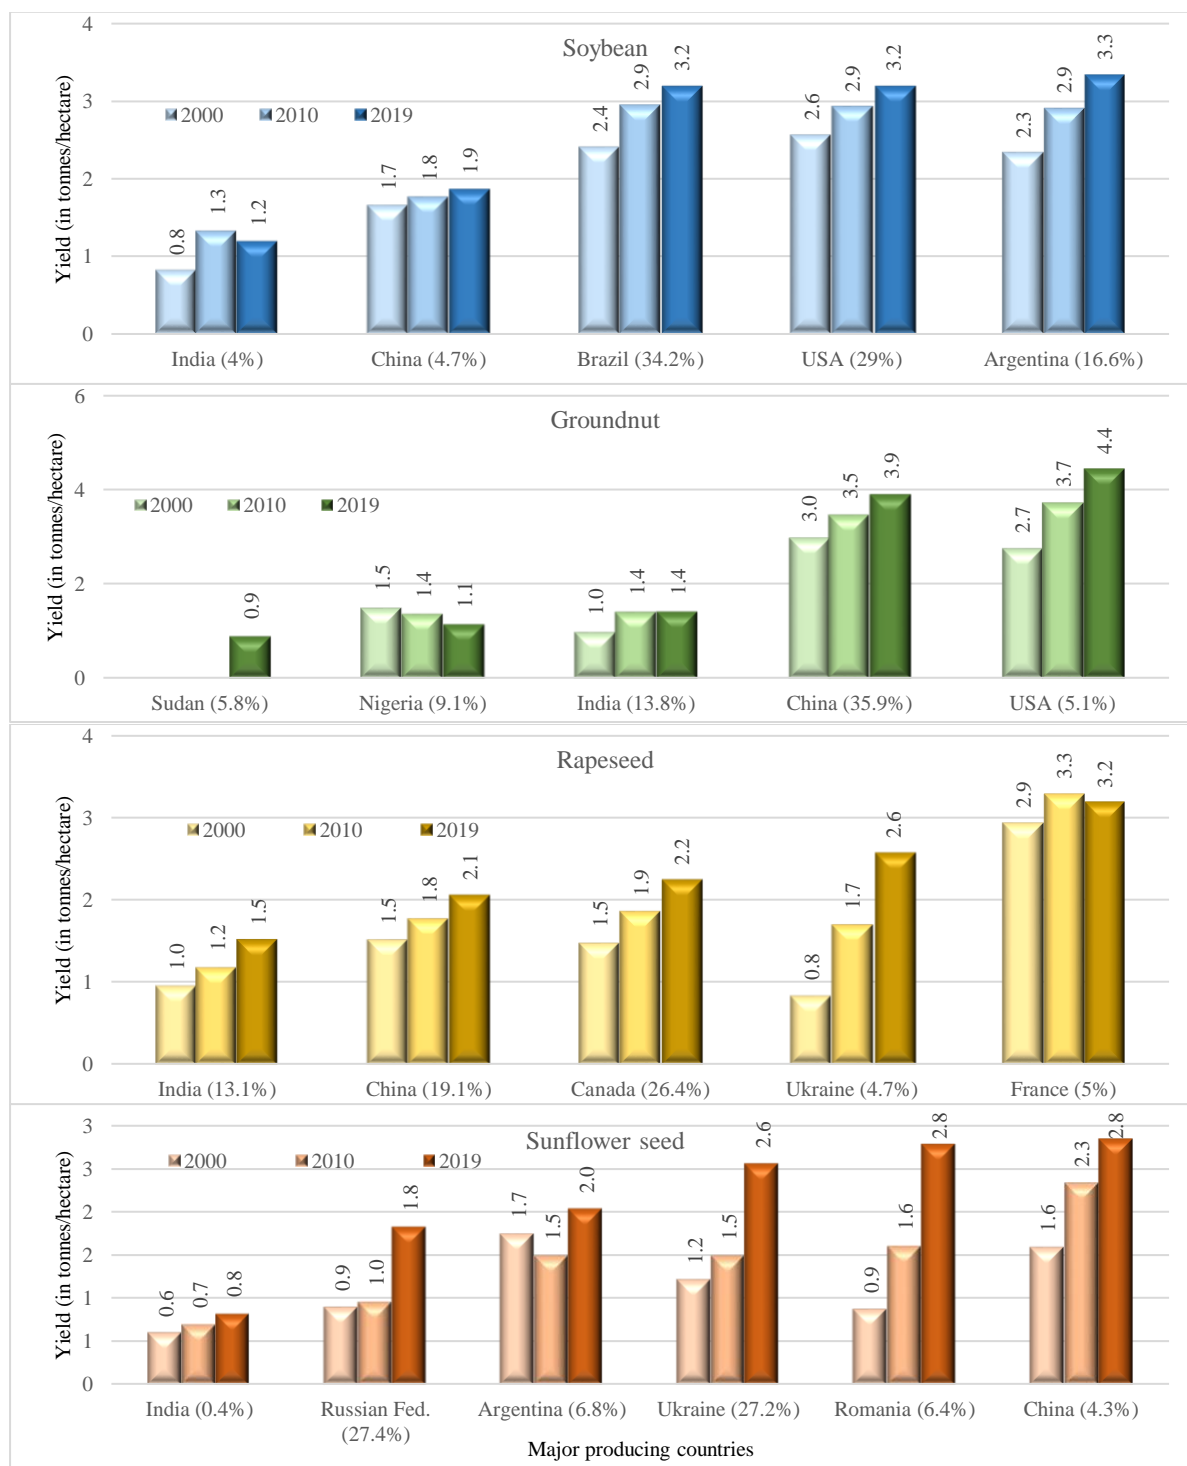 Soybean
Yield (in tonnes/hectare)
4
3
2
1
0
2000 2010 2019
0.8 1.3 1.2
1.7 1.8 1.9
2.4 2.9 3.2
2.6 2.9 3.2
2.3 2.9 3.3
India (4%) China (4.7%) Brazil (34.2%) USA (29%) Argentina (16.6%)
Groundnut
Yield (in tonnes/hectare)
6
4
2
0
2000 2010 2019
0.9
1.5 1.4 1.1
1.0 1.4 1.4
3.0 3.5 3.9
2.7 3.7 4.4
Sudan (5.8%) Nigeria (9.1%) India (13.8%) China (35.9%) USA (5.1%)
Rapeseed
Yield (in tonnes/hectare)
4
3
2
1
0
2000 2010 2019
1.0 1.2 1.5
1.5 1.8 2.1
1.5 1.9 2.2
0.8 1.7 2.6
2.9 3.3 3.2
India (13.1%) China (19.1%) Canada (26.4%) Ukraine (4.7%) France (5%)
Sunflower seed
Yield (in tonnes/hectare)
3
3
2
2
1
1
0
2000 2010 2019
0.6 0.7 0.8
0.9 1.0 1.8
1.7 1.5 2.0
1.2 1.5 2.6
0.9 1.6 2.8
1.6 2.3 2.8
India (0.4%) Russian Fed. Argentina (6.8%) Ukraine (27.2%) Romania (6.4%) China (4.3%)
(27.4%)
Major producing countries